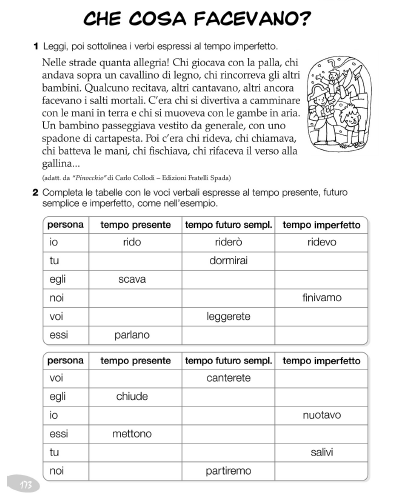 CHE COSA FACEVANO?
1 Leggi, poi sottolinea i verbi espressi al tempo imperfetto.
Nelle strade quanta allegria! Chi giocava con la palla, chi
andava sopra un cavallino di legno, chi rincorreva gli altri
bambini. Qualcuno recitava, altri cantavano, altri ancora
facevano i salti mortali. C'era chi si divertiva a camminare
con le mani in terra e chi si muoveva con le gambe in aria.
Un bambino passeggiava vestito da generale, con uno
spadone di cartapesta. Poi c'era chi rideva, chi chiamava,
chi batteva le mani, chi fischiava, chi rifaceva il verso alla
gallina...
(adatt. da "Pinocchio" di Carlo Collodi – Edizioni Fratelli Spada)
2 Completa le tabelle con le voci verbali espresse al tempo presente, futuro
semplice e imperfetto, come nell'esempio.
persona tempo presente tempo futuro sempl. tempo imperfetto
io rido riderò ridevo
tu dormirai
egli scava
noi finivamo
voi leggerete
essi parlano
persona tempo presente tempo futuro sempl. tempo imperfetto
voi canterete
egli chiude
io nuotavo
essi mettono
tu salivi
noi partiremo
173